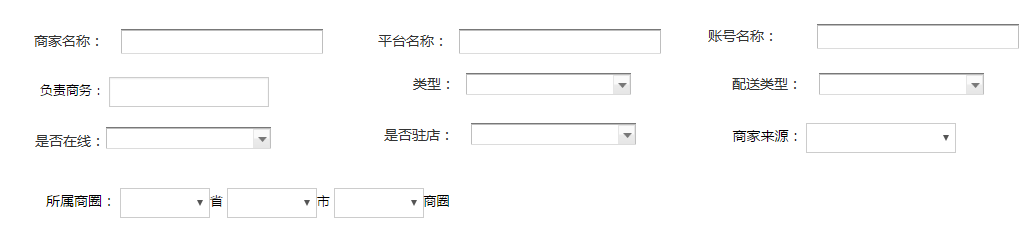 商家名称： 平台名称： 账号名称：
负责商务： 类型： 配送类型：
是否在线： 是否驻店： 商家来源：
所属商圈： 省 市 商圈